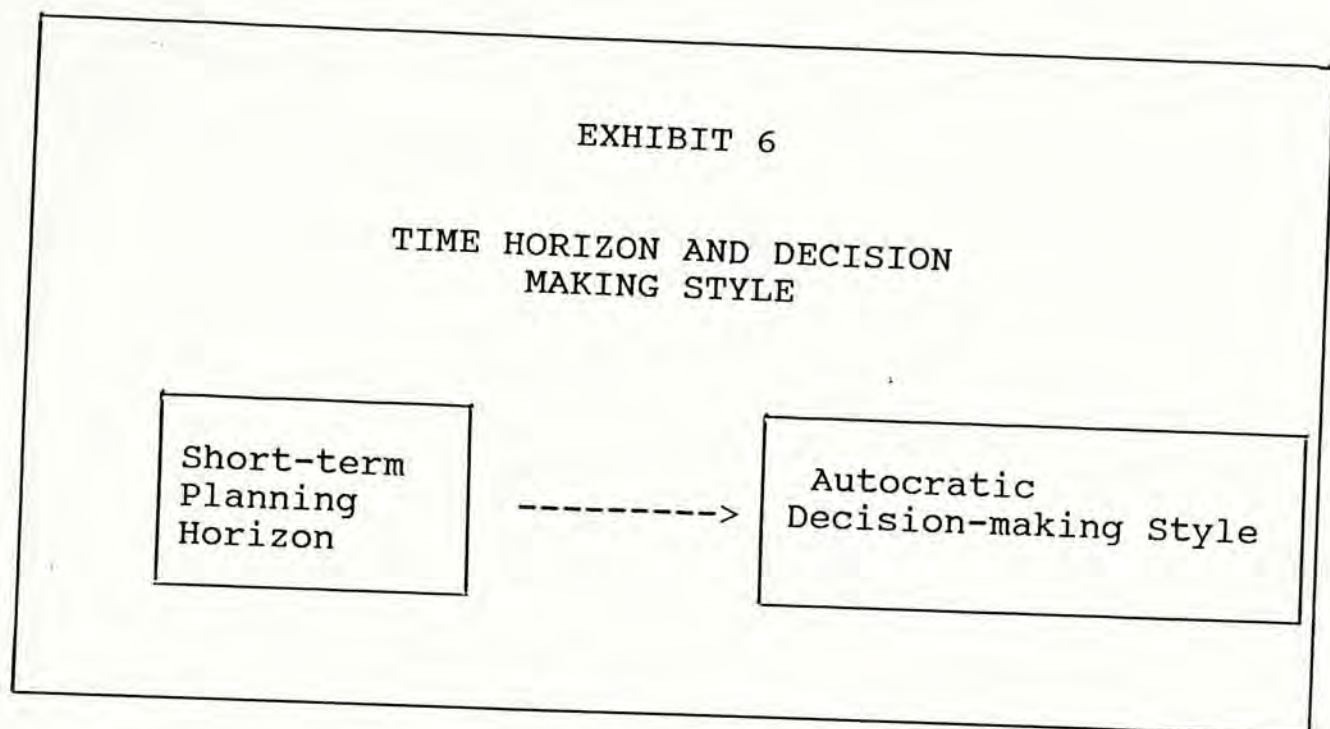 EXHIBIT 6
TIME HORIZON AND DECISION
MAKING STYLE
Short-term
Planning
Horizon
--------->
Autocratic
Decision-making Style